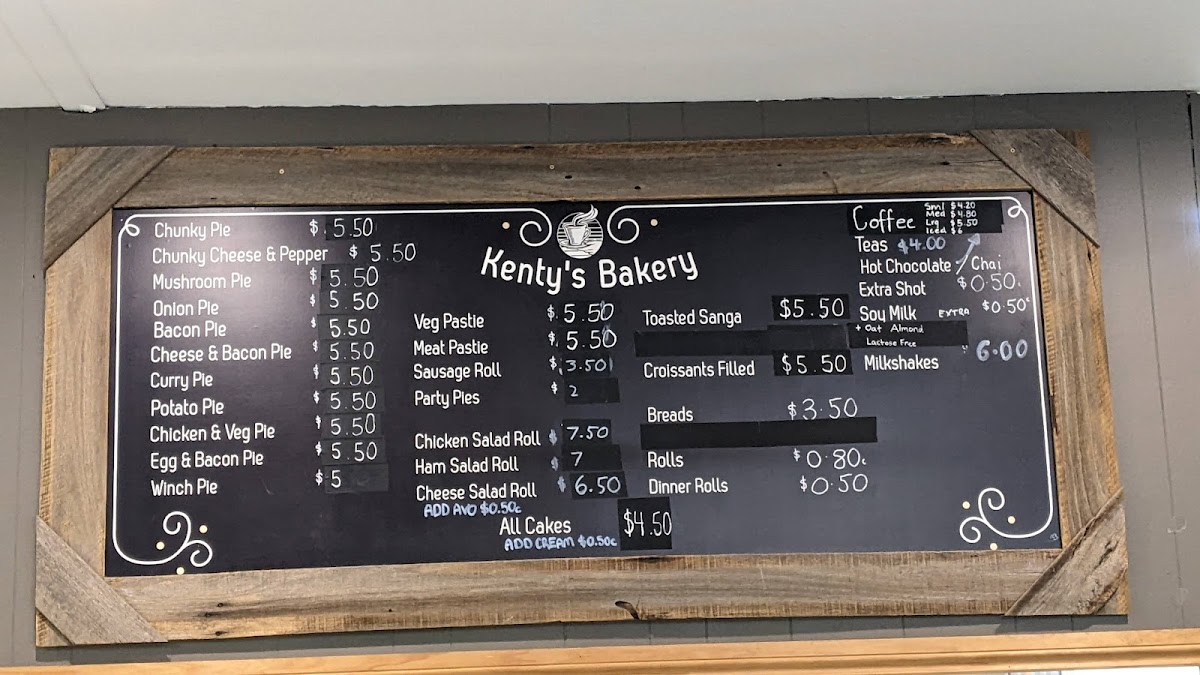 Kenty's Bakery
Chunky Pie $ 5.50
Chunky Cheese & Pepper $ 5.50
Mushroom Pie $ 5.50
Onion Pie $ 5.50
Bacon Pie $ 5.50
Cheese & Bacon Pie $ 5.50
Curry Pie $ 5.50
Potato Pie $ 5.50
Chicken & Veg Pie $ 5.50
Egg & Bacon Pie $ 5.50
Winch Pie $ 5
Veg Pastie $ 5.50
Meat Pastie $ 5.50
Sausage Roll $ 3.50
Party Pies $ 2
Chicken Salad Roll $ 7.50
Ham Salad Roll $ 7
Cheese Salad Roll $ 6.50
ADD AVO $0.50c
All Cakes $4.50
ADD CREAM $0.50c
Toasted Sanga $5.50
Croissants Filled $5.50
Breads $3.50
Rolls $0.80c
Dinner Rolls $0.50
Coffee Sml $4.20
Med $4.80
Lrg $5.50
Iced $6
Teas $4.00
Hot Chocolate / Chai
Extra Shot $0.50c
Soy Milk EXTRA $0.50c
+ Oat Almond
Lactose Free
Milkshakes $ 6.00